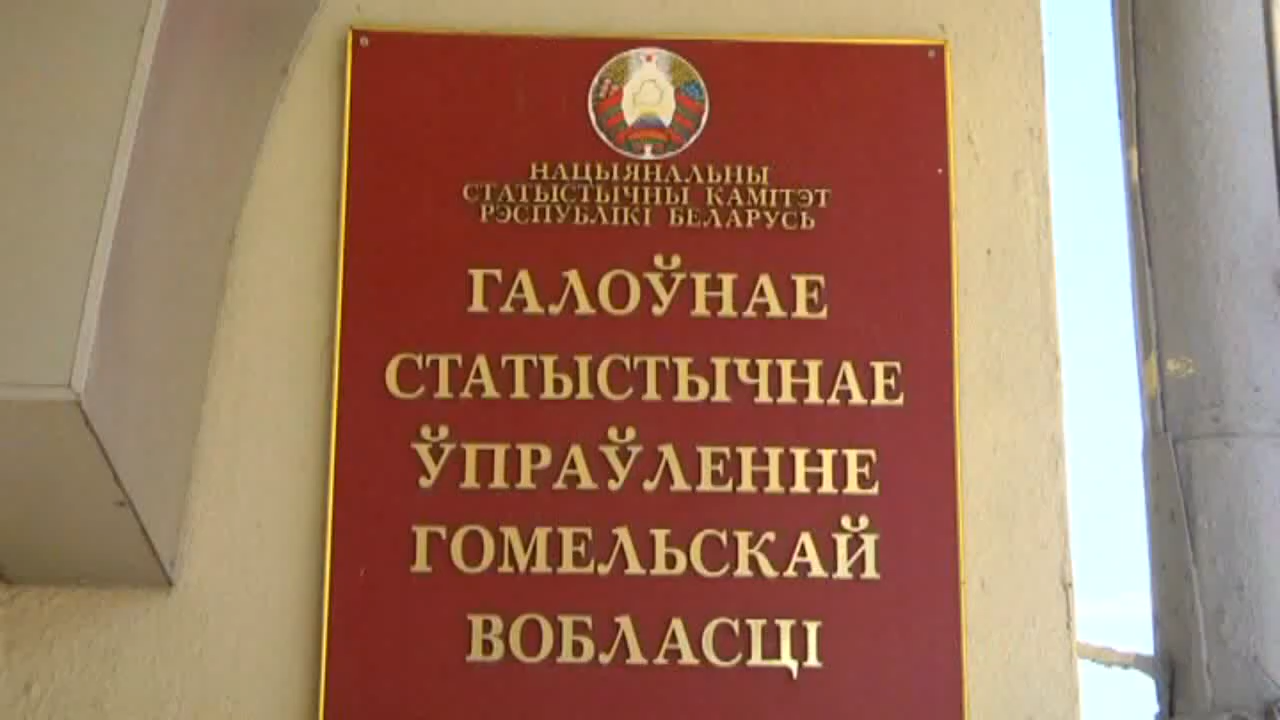 НАЦЫЯНАЛЬНЫ
СТАТЫСТЫЧНЫ КАМІТЭТ
РЭСПУБЛІКІ БЕЛАРУСЬ
ГАЛОЎНАЕ
СТАТЫСТЫЧНАЕ
ЎПРАЎЛЕННЕ
ГОМЕЛЬСКАЙ
ВОБЛАСЦІ